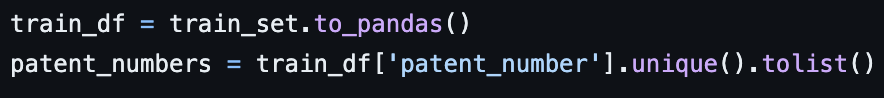 train_df = train_set.to_pandas()
patent_numbers = train_df['patent_number'].unique().tolist()